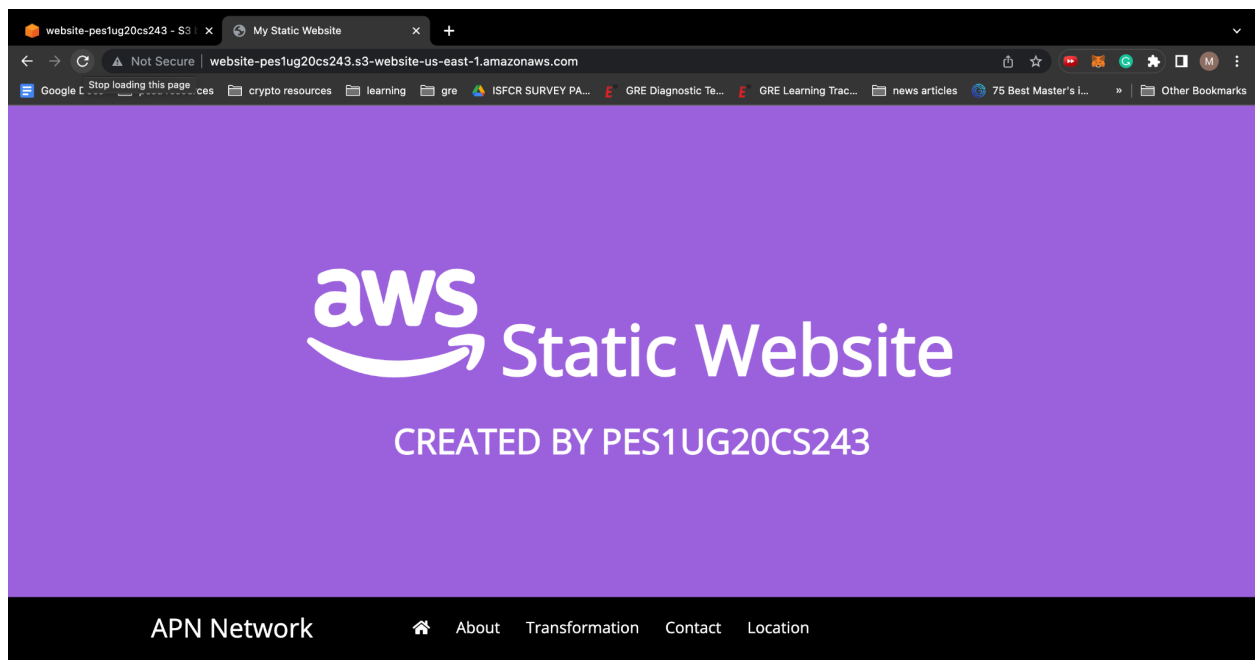 website-pes1ug20cs243 - S3
My Static Website
Not Secure | website-pes1ug20cs243.s3-website-us-east-1.amazonaws.com
Stop loading this page
Google ces crypto resources learning gre ISFCR SURVEY PA... GRE Diagnostic Te... GRE Learning Trac... news articles 75 Best Master's i... » Other Bookmarks
aws
Static Website
CREATED BY PES1UG20CS243
APN Network About Transformation Contact Location